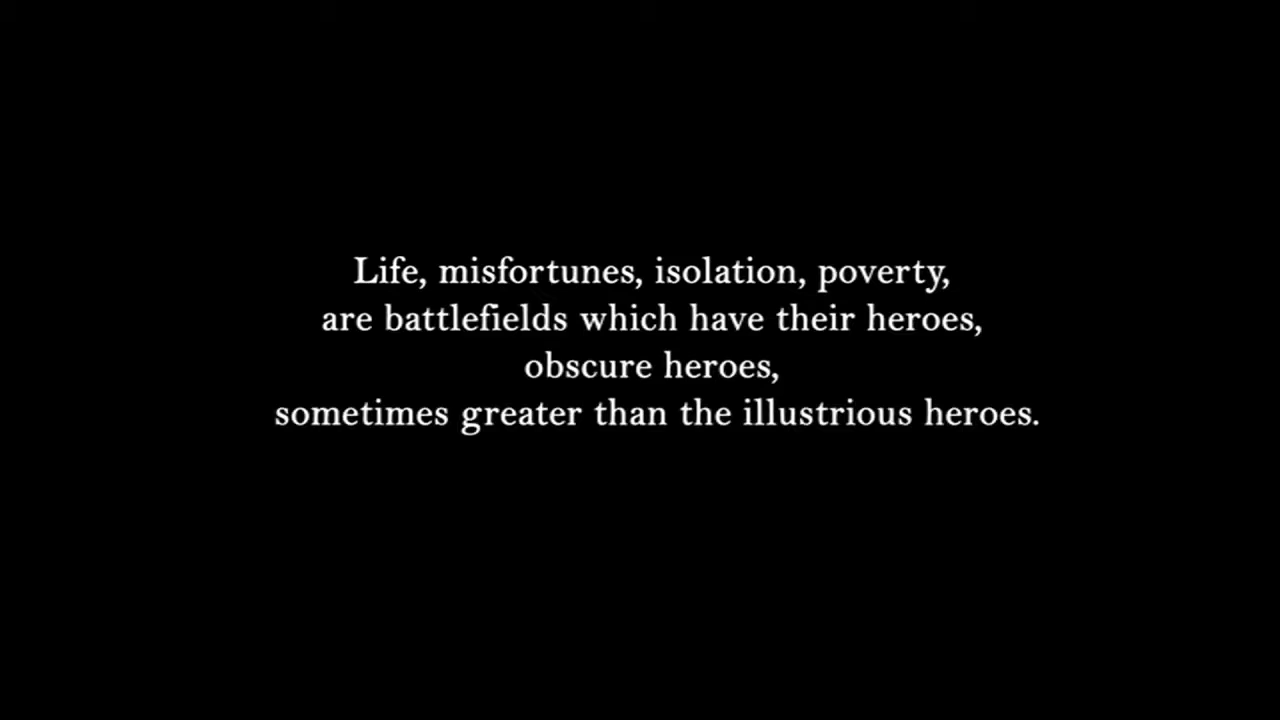 Life, misfortunes, isolation, poverty,
are battlefields which have their heroes,
obscure heroes,
sometimes greater than the illustrious heroes.